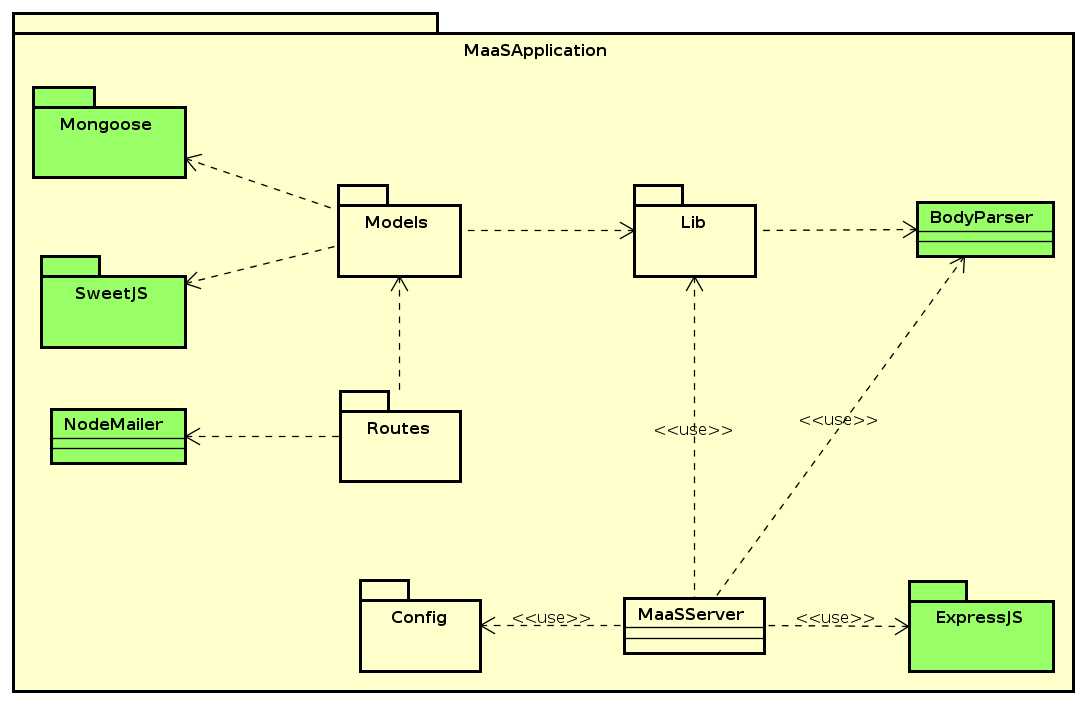 MaaSApplication
Mongoose
Models
Lib
BodyParser
SweetJS
NodeMailer
Routes
<<use>>
<<use>>
Config
<<use>>
MaaSServer
<<use>>
ExpressJS